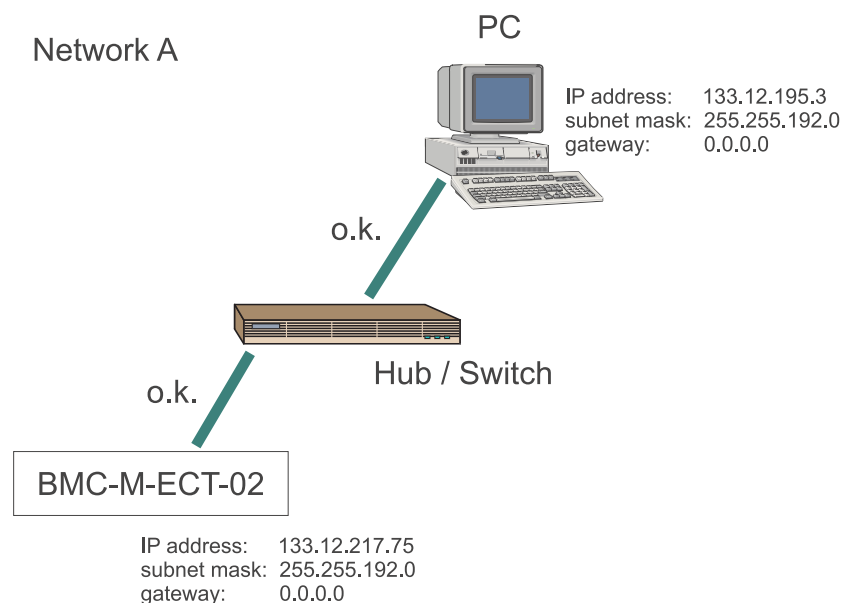 Network A
PC
IP address: 133.12.195.3
subnet mask: 255.255.192.0
gateway: 0.0.0.0
o.k.
Hub / Switch
o.k.
BMC-M-ECT-02
IP address: 133.12.217.75
subnet mask: 255.255.192.0
gateway: 0.0.0.0